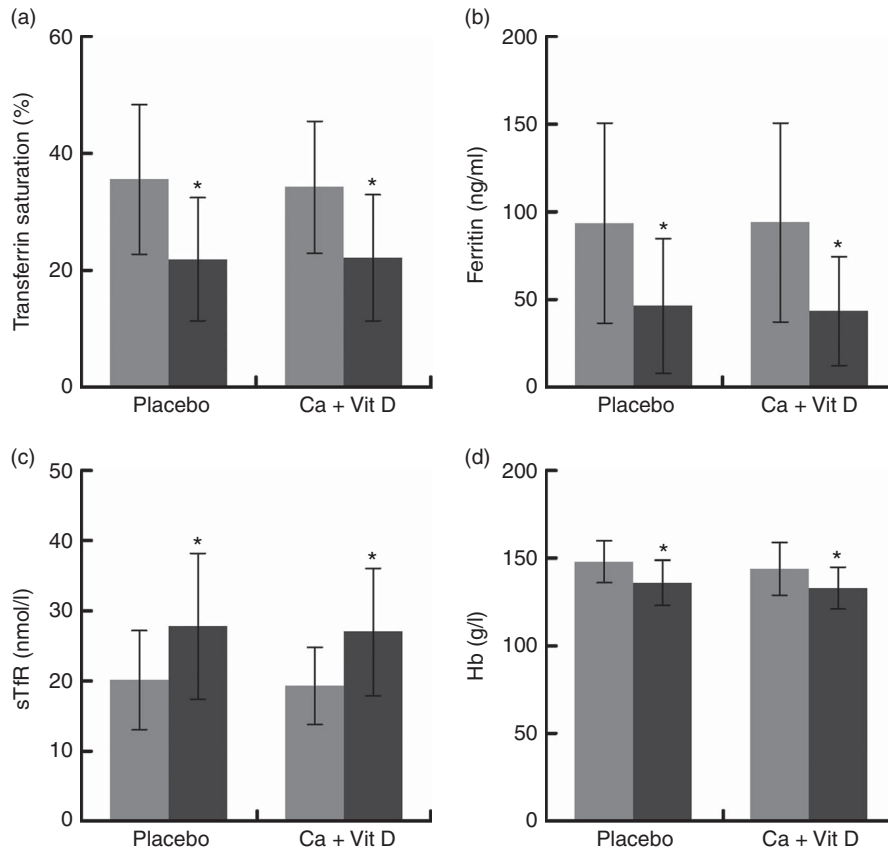 (a)
60
40
20
0
Transferrin saturation (%)
*
*
Placebo
Ca + Vit D
(b)
200
150
100
50
0
Ferritin (ng/ml)
*
*
Placebo
Ca + Vit D
(c)
50
40
30
20
10
0
sTfR (nmol/l)
*
*
Placebo
Ca + Vit D
(d)
200
150
100
50
0
Hb (g/l)
*
*
Placebo
Ca + Vit D